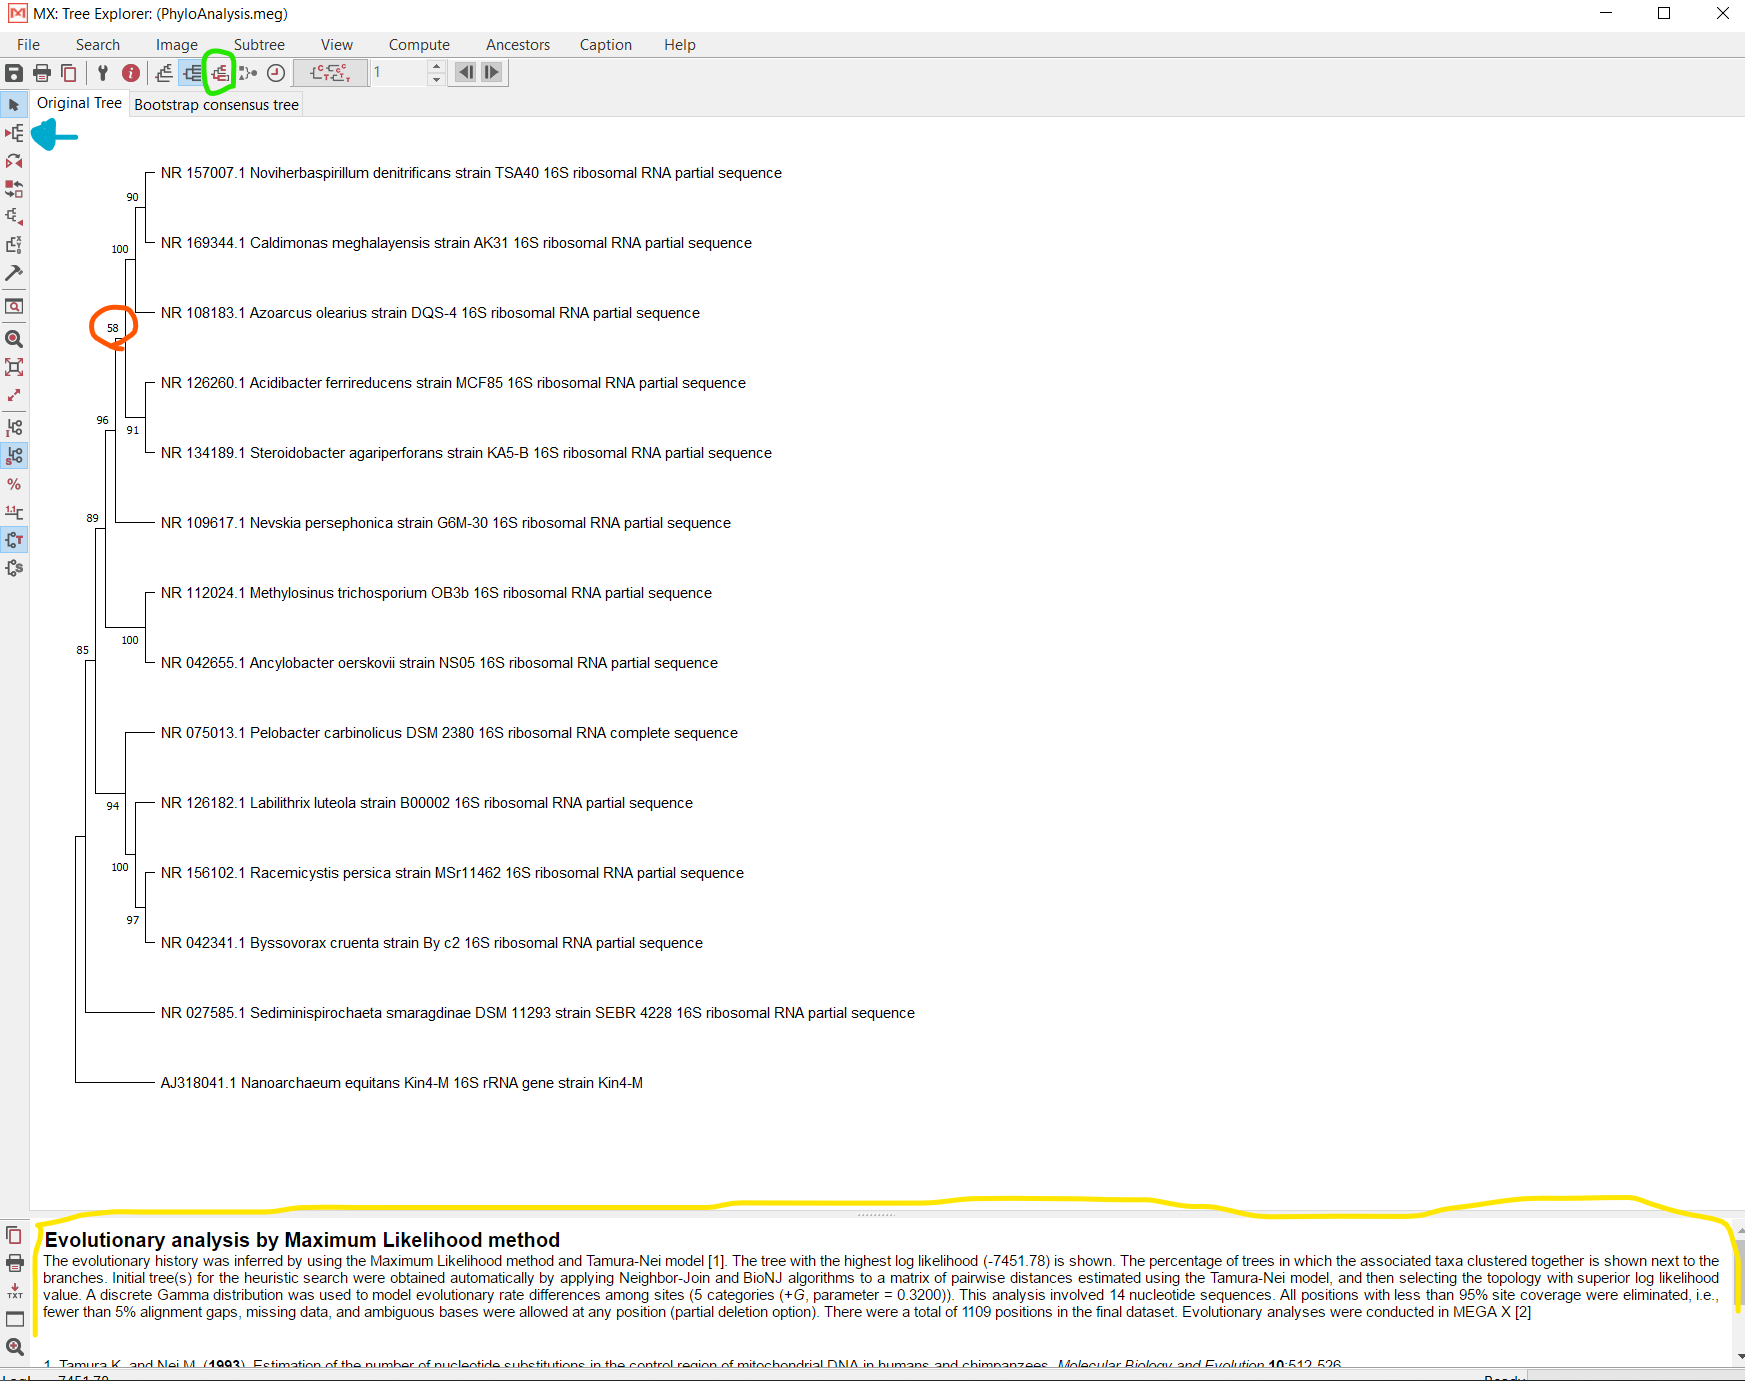 MX: Tree Explorer: (PhyloAnalysis.meg)
File Search Image Subtree View Compute Ancestors Caption Help
1
Original Tree Bootstrap consensus tree
NR 157007.1 Noviherbaspirillum denitrificans strain TSA40 16S ribosomal RNA partial sequence
90
NR 169344.1 Caldimonas meghalayensis strain AK31 16S ribosomal RNA partial sequence
100
NR 108183.1 Azoarcus olearius strain DQS-4 16S ribosomal RNA partial sequence
58
NR 126260.1 Acidibacter ferrireducens strain MCF85 16S ribosomal RNA partial sequence
96
91
NR 134189.1 Steroidobacter agariperforans strain KA5-B 16S ribosomal RNA partial sequence
89
NR 109617.1 Nevskia persephonica strain G6M-30 16S ribosomal RNA partial sequence
NR 112024.1 Methylosinus trichosporium OB3b 16S ribosomal RNA partial sequence
100
85
NR 042655.1 Ancylobacter oerskovii strain NS05 16S ribosomal RNA partial sequence
NR 075013.1 Pelobacter carbinolicus DSM 2380 16S ribosomal RNA complete sequence
94
NR 126182.1 Labilithrix luteola strain B00002 16S ribosomal RNA partial sequence
100
NR 156102.1 Racemicystis persica strain MSr11462 16S ribosomal RNA partial sequence
97
NR 042341.1 Byssovorax cruenta strain By c2 16S ribosomal RNA partial sequence
NR 027585.1 Sediminispirochaeta smaragdinae DSM 11293 strain SEBR 4228 16S ribosomal RNA partial sequence
AJ318041.1 Nanoarchaeum equitans Kin4-M 16S rRNA gene strain Kin4-M
Evolutionary analysis by Maximum Likelihood method
The evolutionary history was inferred by using the Maximum Likelihood method and Tamura-Nei model [1]. The tree with the highest log likelihood (-7451.78) is shown. The percentage of trees in which the associated taxa clustered together is shown next to the
branches. Initial tree(s) for the heuristic search were obtained automatically by applying Neighbor-Join and BioNJ algorithms to a matrix of pairwise distances estimated using the Tamura-Nei model, and then selecting the topology with superior log likelihood
value. A discrete Gamma distribution was used to model evolutionary rate differences among sites (5 categories (+G, parameter = 0.3200)). This analysis involved 14 nucleotide sequences. All positions with less than 95% site coverage were eliminated, i.e.,
fewer than 5% alignment gaps, missing data, and ambiguous bases were allowed at any position (partial deletion option). There were a total of 1109 positions in the final dataset. Evolutionary analyses were conducted in MEGA X [2]
1. Tamura K. and Nei M. (1993). Estimation of the number of nucleotide substitutions in the control region of mitochondrial DNA in humans and chimpanzees. Molecular Biology and Evolution 10:512-526.
TXT
7451.78
Ready